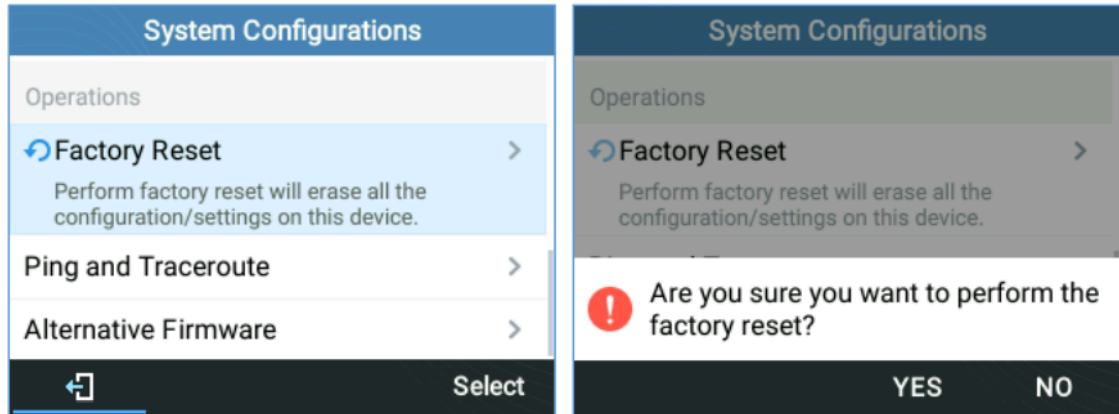 System Configurations
Operations
Factory Reset
Perform factory reset will erase all the
configuration/settings on this device.
Ping and Traceroute
Alternative Firmware
Select
System Configurations
Operations
Factory Reset
Perform factory reset will erase all the
configuration/settings on this device.
Are you sure you want to perform the
factory reset?
YES NO